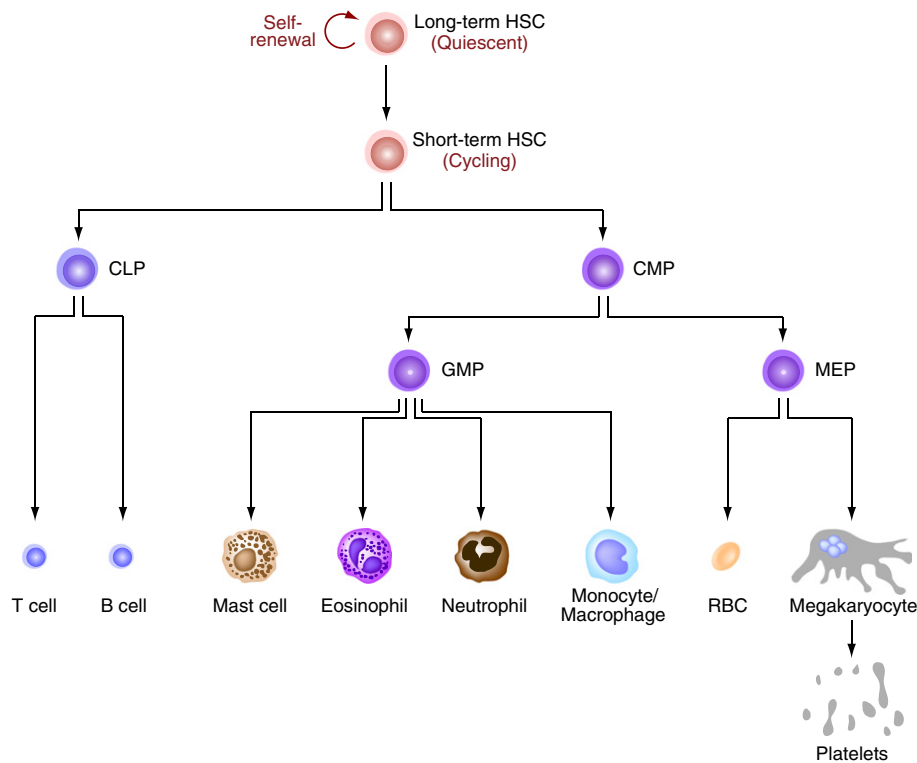 Self-
renewal
Long-term HSC
(Quiescent)
Short-term HSC
(Cycling)
CLP
CMP
GMP
MEP
T cell
B cell
Mast cell
Eosinophil
Neutrophil
Monocyte/
Macrophage
RBC
Megakaryocyte
Platelets